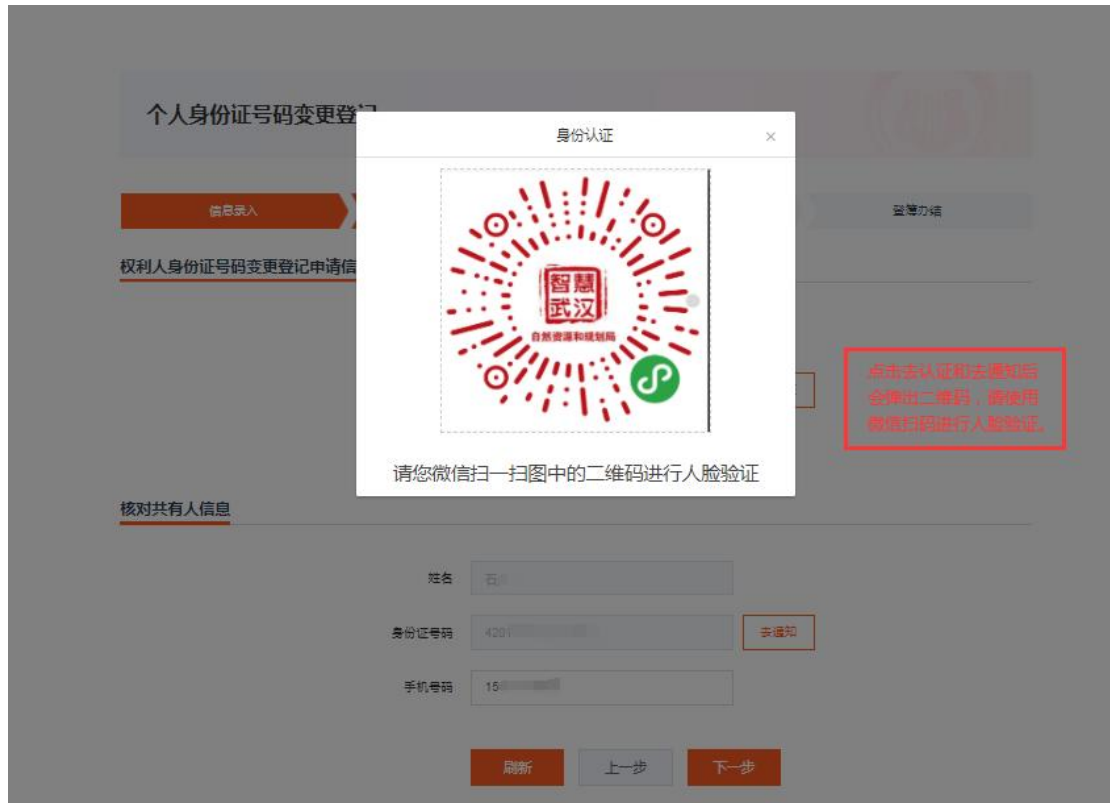 个人身份证号码变更登
身份认证
×
信息录入
登簿办结
权利人身份证号码变更登记申请信
智慧
武汉
自然资源和规划局
点击去认证和去通知后
会弹出二维码，请使用
微信扫码进行人脸验证。
请您微信扫一扫图中的二维码进行人脸验证
核对共有人信息
姓名 石
身份证号码 4201 去通知
手机号码 15
刷新 上一步 下一步